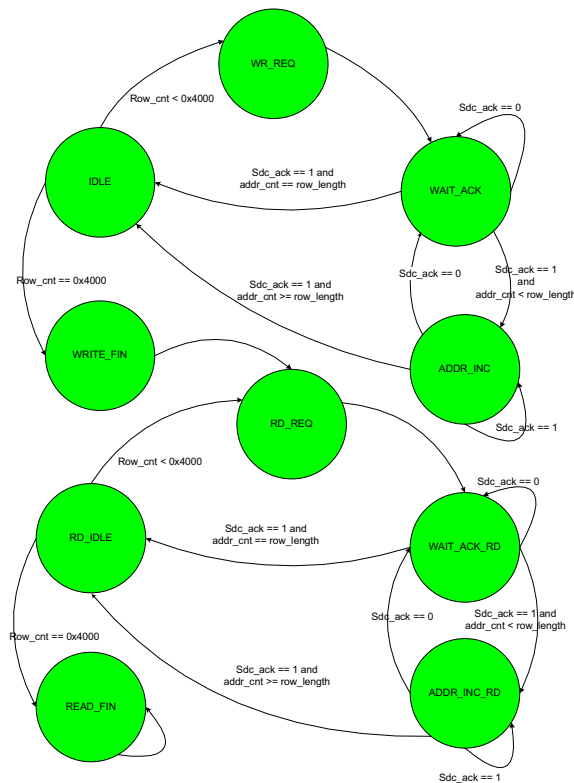 WR_REQ
Row_cnt < 0x4000
Sdc_ack == 0
Sdc_ack == 1 and
addr_cnt == row_length
IDLE
WAIT_ACK
Sdc_ack == 0
Sdc_ack == 1
and
addr_cnt < row_length
Row_cnt == 0x4000
Sdc_ack == 1 and
addr_cnt >= row_length
WRITE_FIN
ADDR_INC
Sdc_ack == 1
RD_REQ
Row_cnt < 0x4000
Sdc_ack == 0
Sdc_ack == 1 and
addr_cnt == row_length
RD_IDLE
WAIT_ACK_RD
Sdc_ack == 0
Sdc_ack == 1 and
addr_cnt < row_length
Row_cnt == 0x4000
Sdc_ack == 1 and
addr_cnt >= row_length
ADDR_INC_RD
READ_FIN
Sdc_ack == 1